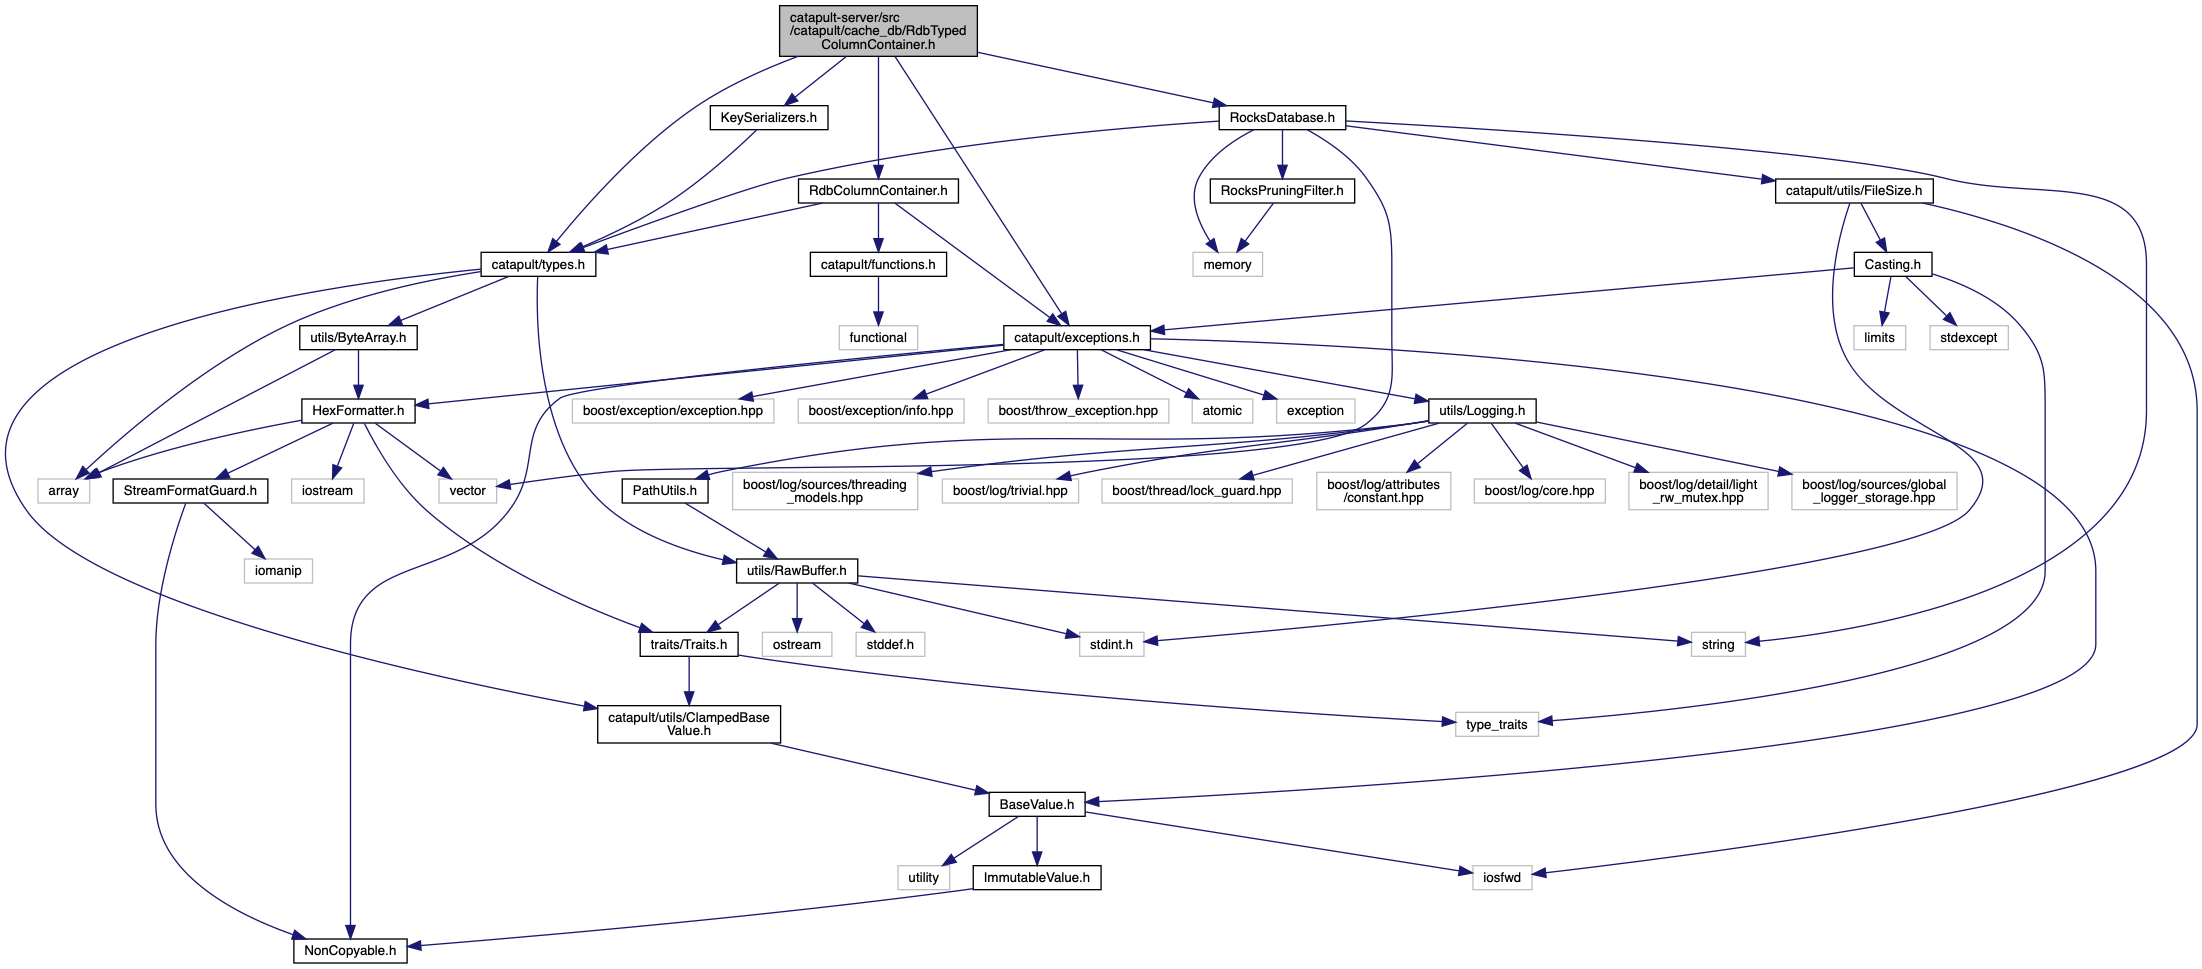 catapult-server/src
/catapult/cache_db/RdbTyped
ColumnContainer.h
KeySerializers.h
RocksDatabase.h
RdbColumnContainer.h
RocksPruningFilter.h
catapult/utils/FileSize.h
catapult/types.h
catapult/functions.h
memory
Casting.h
utils/ByteArray.h
functional
catapult/exceptions.h
limits
stdexcept
HexFormatter.h
boost/exception/exception.hpp
boost/exception/info.hpp
boost/throw_exception.hpp
atomic
exception
utils/Logging.h
array
StreamFormatGuard.h
iostream
vector
PathUtils.h
boost/log/sources/threading
_models.hpp
boost/log/trivial.hpp
boost/thread/lock_guard.hpp
boost/log/attributes
/constant.hpp
boost/log/core.hpp
boost/log/detail/light
_rw_mutex.hpp
boost/log/sources/global
_logger_storage.hpp
iomanip
utils/RawBuffer.h
traits/Traits.h
ostream
stddef.h
stdint.h
string
catapult/utils/ClampedBase
Value.h
type_traits
BaseValue.h
utility
ImmutableValue.h
iosfwd
NonCopyable.h